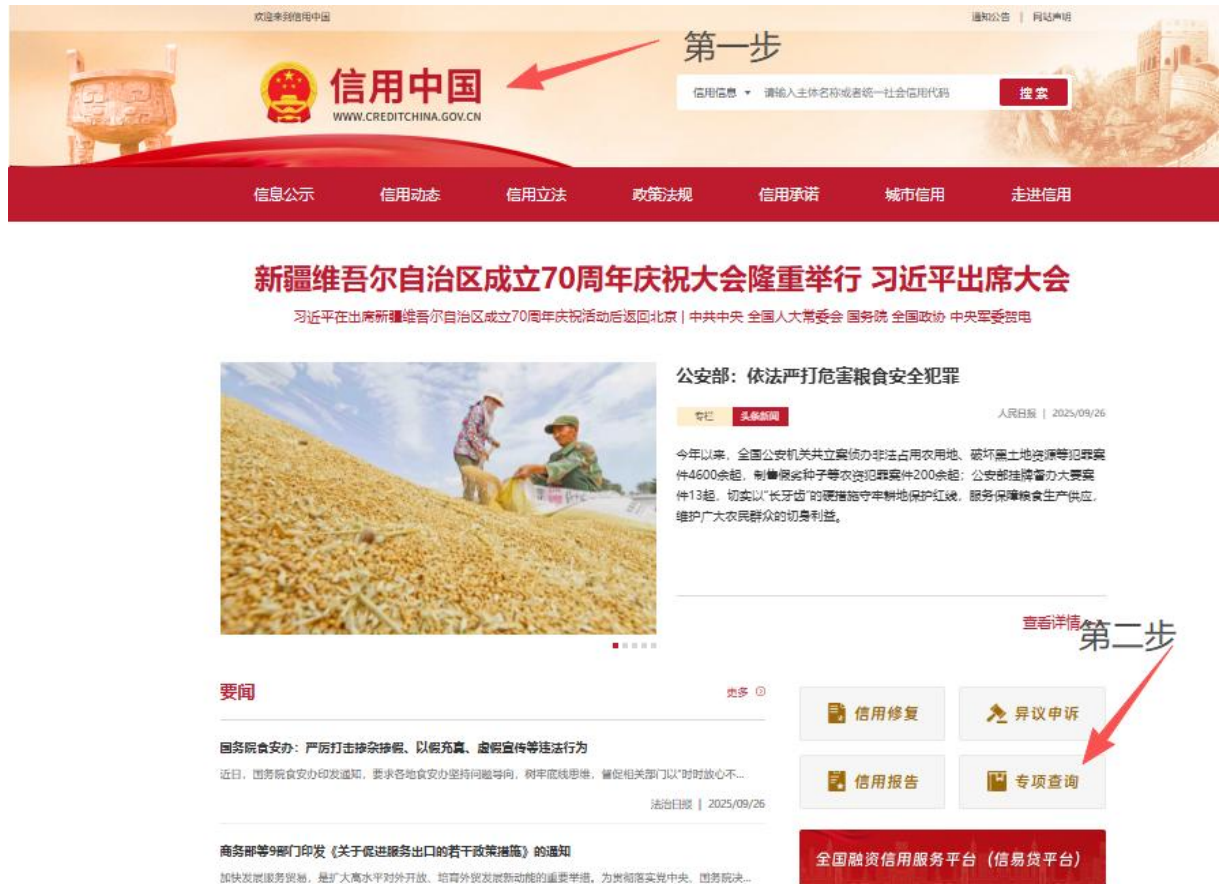 欢迎来到信用中国
通知公告 | 网站声明
第一步
信用中国
WWW.CREDITCHINA.GOV.CN
信用信息 请输入主体名称或者统一社会信用代码 搜索
信息公示 信用动态 信用立法 政策法规 信用承诺 城市信用 走进信用
新疆维吾尔自治区成立70周年庆祝大会隆重举行 习近平出席大会
习近平在出席新疆维吾尔自治区成立70周年庆祝活动后返回北京 | 中共中央 全国人大常委会 国务院 全国政协 中央军委贺电
公安部：依法严打危害粮食安全犯罪
专栏 头条新闻
人民日报 | 2025/09/26
今年以来，全国公安机关共立案侦办非法占用农用地、破坏黑土地资源等犯罪案
件4600余起，制售假劣种子等农资犯罪案件200余起；公安部挂牌督办大要案
件13起，切实以“长牙齿”的硬措施守牢耕地保护红线，服务保障粮食生产供应，
维护广大农民群众的切身利益。
查看详情
第二步
要闻
更多
国务院食安办：严厉打击掺杂掺假、以假充真、虚假宣传等违法行为
近日，国务院食安办印发通知，要求各地食安办坚持问题导向，树牢底线思维，督促相关部门以“时时放心不...
法治日报 | 2025/09/26
商务部等9部门印发《关于促进服务出口的若干政策措施》的通知
加快发展服务贸易，是扩大高水平对外开放、培育外贸发展新动能的重要举措。为贯彻落实党中央、国务院决...
信用修复 异议申诉
信用报告 专项查询
全国融资信用服务平台（信易贷平台）